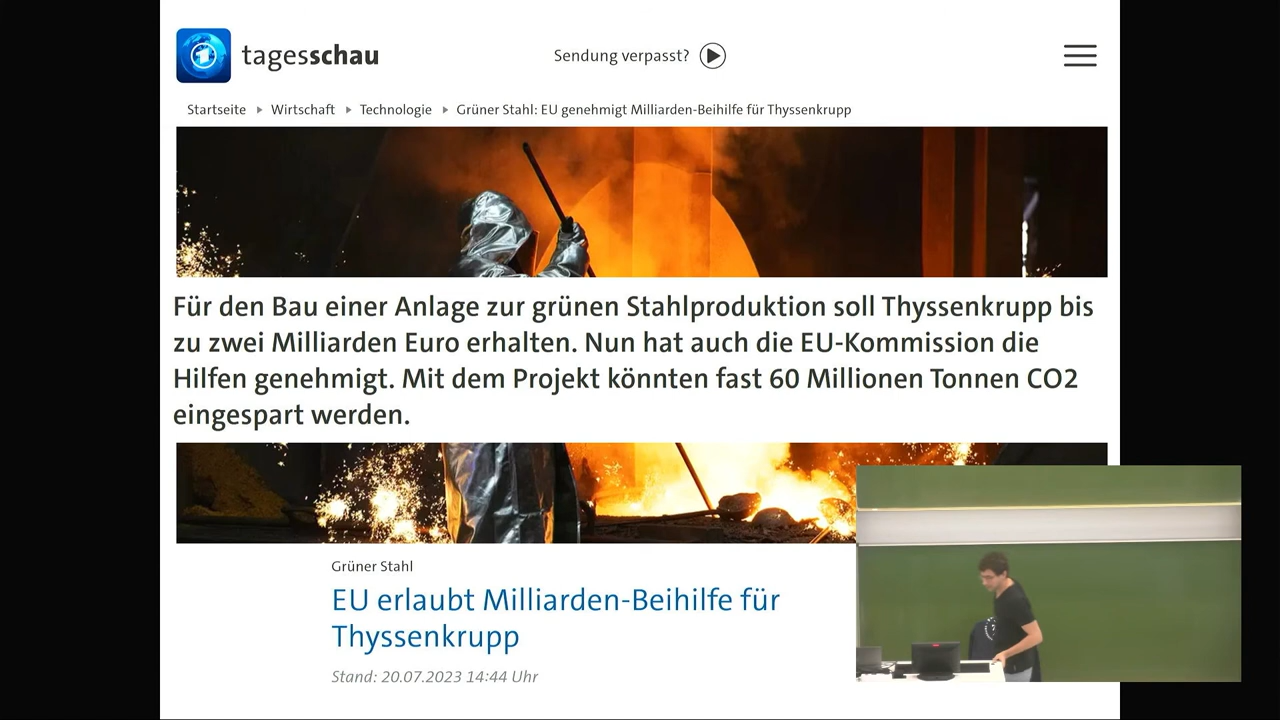 tagesschau
Sendung verpasst?
Startseite Wirtschaft Technologie Grüner Stahl: EU genehmigt Milliarden-Beihilfe für Thyssenkrupp
Für den Bau einer Anlage zur grünen Stahlproduktion soll Thyssenkrupp bis
zu zwei Milliarden Euro erhalten. Nun hat auch die EU-Kommission die
Hilfen genehmigt. Mit dem Projekt könnten fast 60 Millionen Tonnen CO2
eingespart werden.
Grüner Stahl
EU erlaubt Milliarden-Beihilfe für
Thyssenkrupp
Stand: 20.07.2023 14:44 Uhr